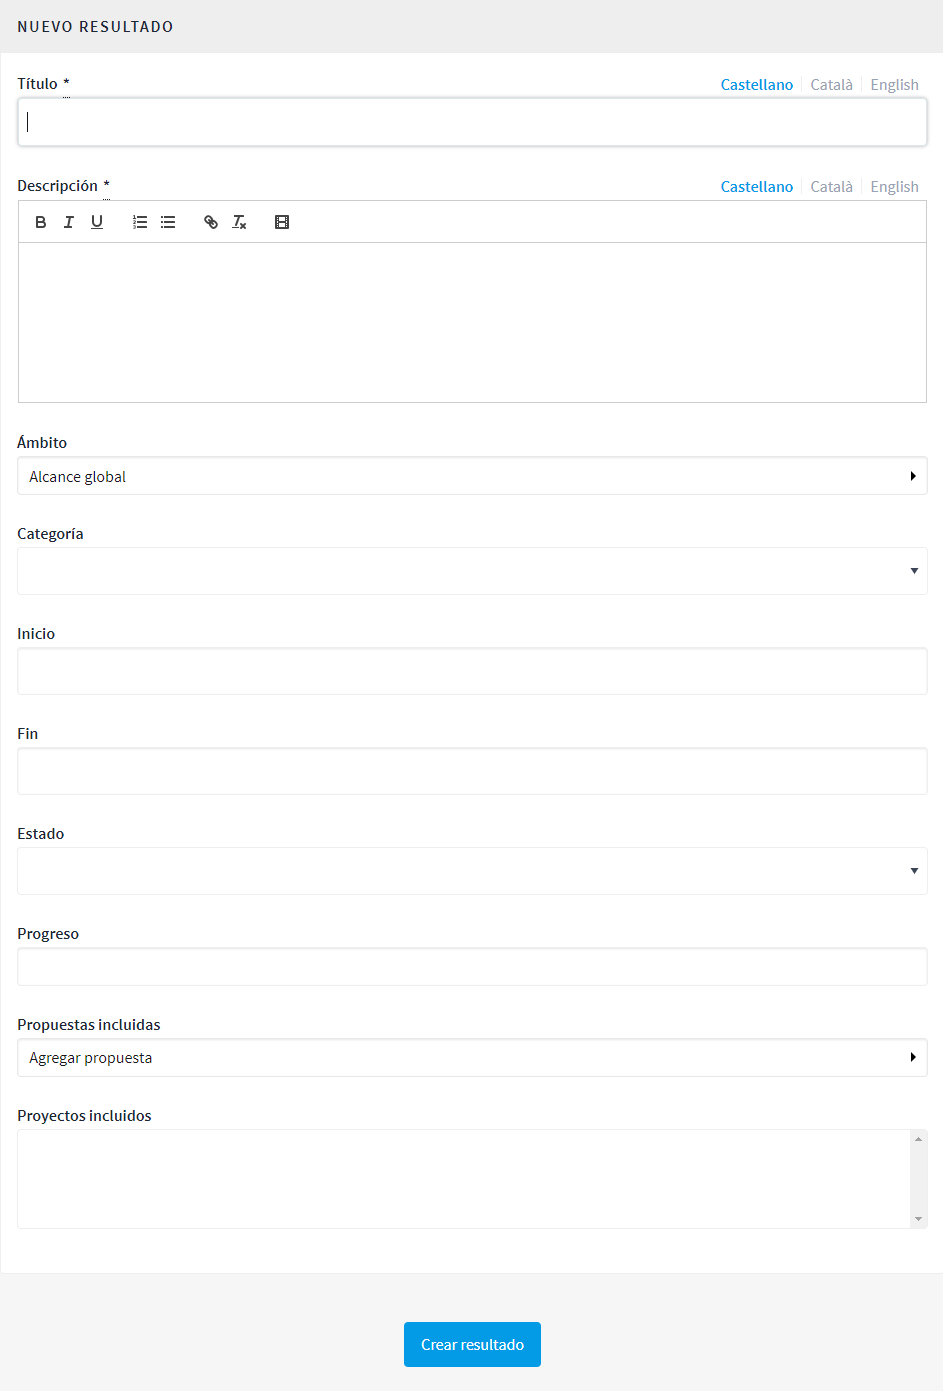 NUEVO RESULTADO
Título * Castellano Català English
Descripción * Castellano Català English
Ámbito
Alcance global
Categoría
Inicio
Fin
Estado
Progreso
Propuestas incluidas
Agregar propuesta
Proyectos incluidos
Crear resultado